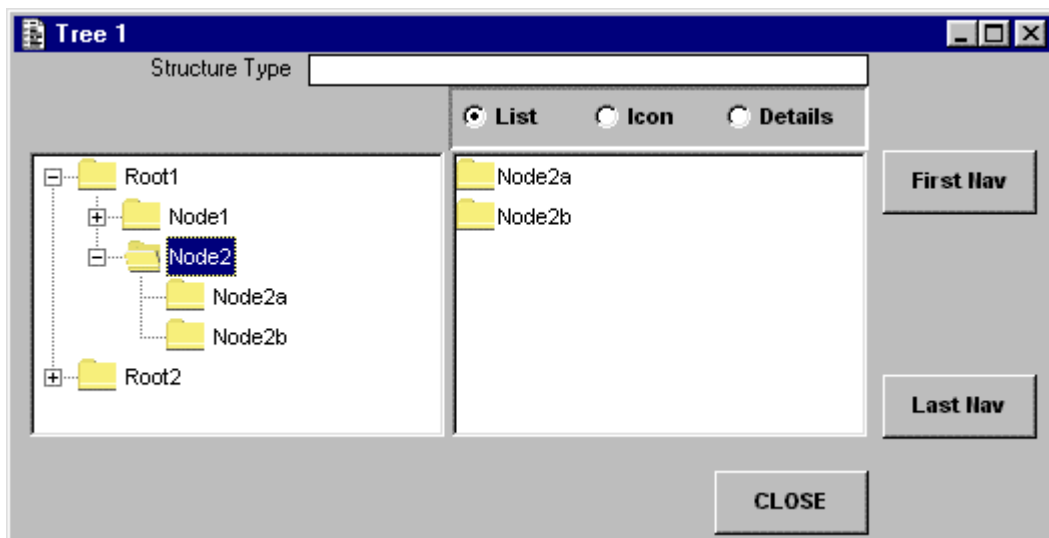 Tree 1
Structure Type
List Icon Details
Root1
Node1
Node2
Node2a
Node2b
Root2
Node2a
Node2b
First Nav
Last Nav
CLOSE